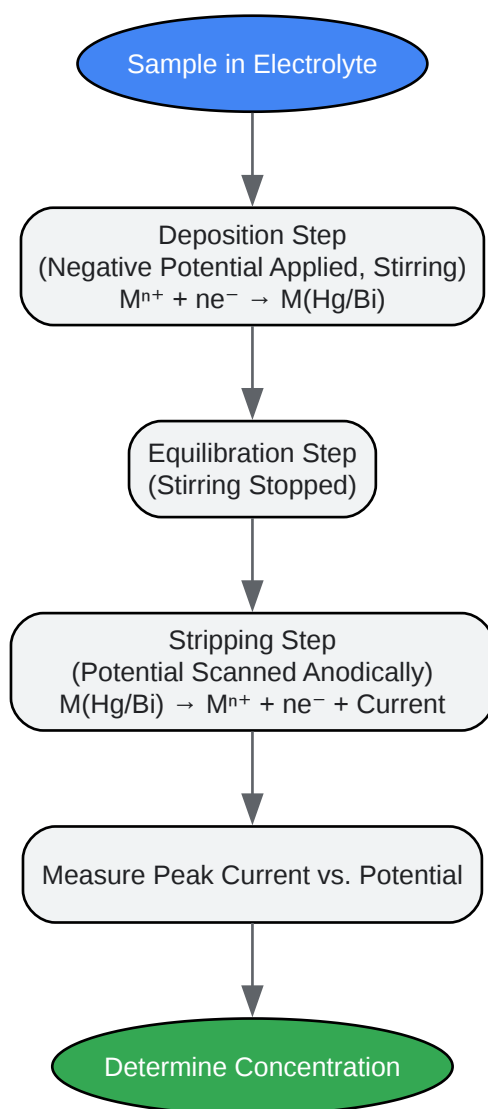 Sample in Electrolyte
Deposition Step
(Negative Potential Applied, Stirring)
Mⁿ⁺ + ne⁻ → M(Hg/Bi)
Equilibration Step
(Stirring Stopped)
Stripping Step
(Potential Scanned Anodically)
M(Hg/Bi) → Mⁿ⁺ + ne⁻ + Current
Measure Peak Current vs. Potential
Determine Concentration